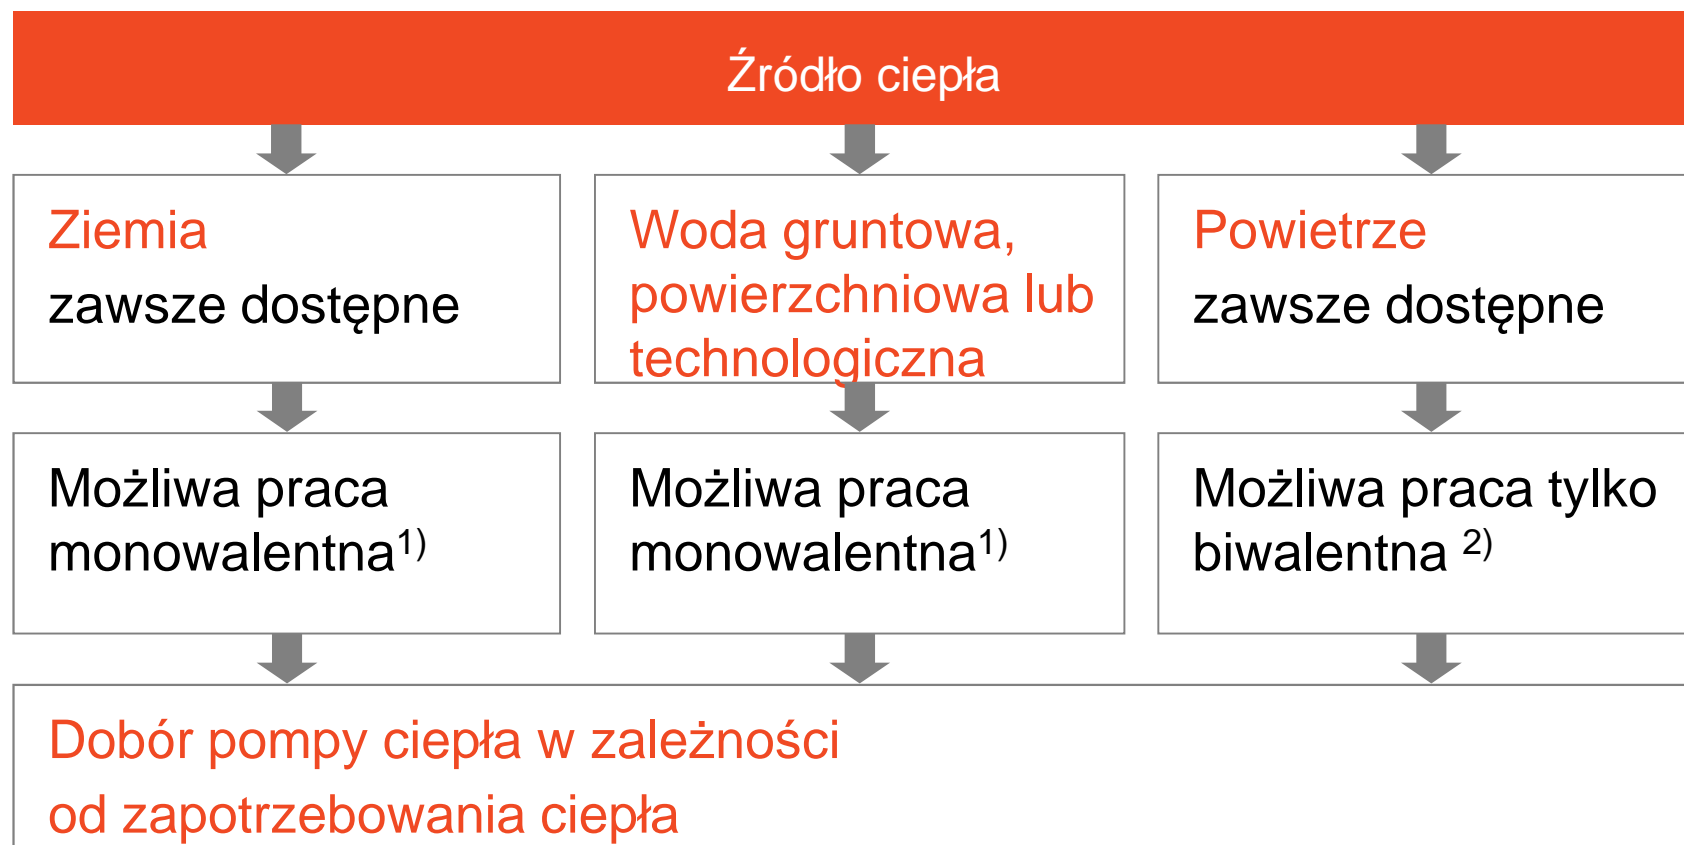 Źródło ciepła
Ziemia
zawsze dostępne
Woda gruntowa,
powierzchniowa lub
technologiczna
Powietrze
zawsze dostępne
Możliwa praca
monowalentna1)
Możliwa praca
monowalentna1)
Możliwa praca tylko
biwalentna 2)
Dobór pompy ciepła w zależności
od zapotrzebowania ciepła